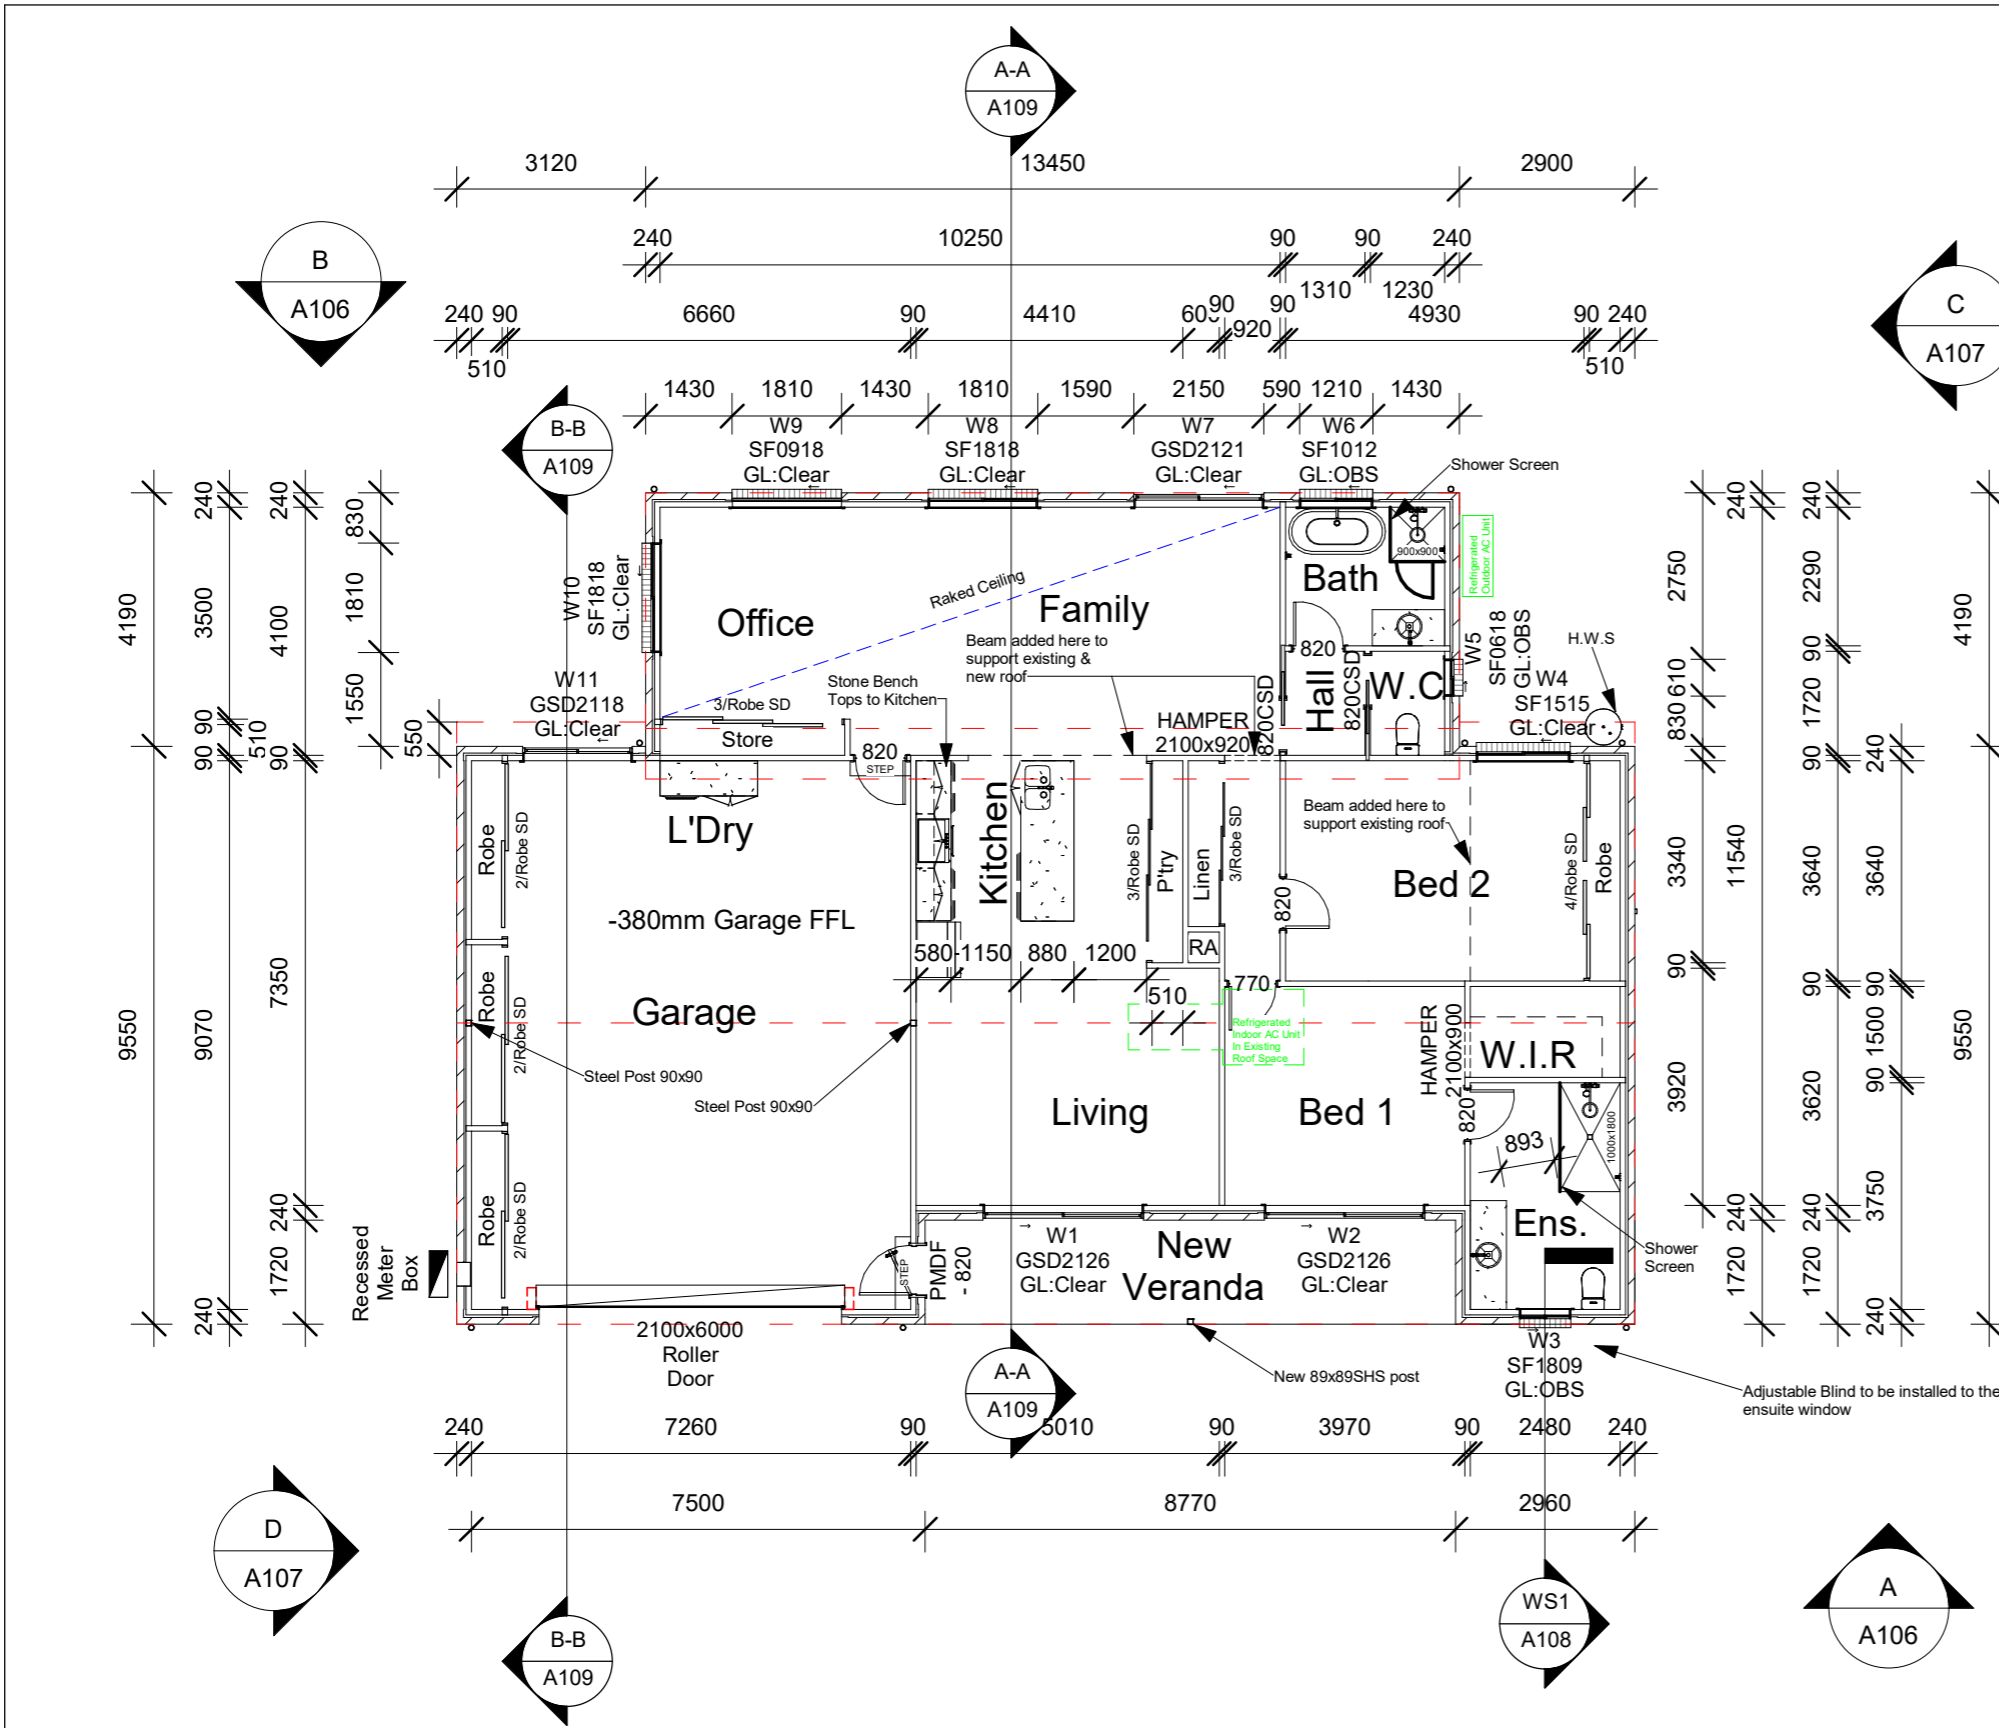 A-A
A109
3120
13450
2900
240
10250
90
90
240
B
A106
1310
1230
C
A107
240
90
6660
90
4410
90
920
90
4930
90
240
510
510
1430
1810
1430
1810
1590
2150
590
1210
1430
B-B
A109
W9
SF0918
GL:Clear
W8
SF1818
GL:Clear
W7
GSD2121
GL:Clear
W6
SF1012
GL:OBS
Shower Screen
Refrigerated
Outdoor AC Unit
900x900
Bath
W10
SF1818
GL:Clear
Office
Raked Ceiling
Family
Beam added here to
support existing &
new roof
820
W5
SF0618
GL:OBS
H.W.S
W11
GSD2118
GL:Clear
Stone Bench
Tops to Kitchen
3/Robe SD
Store
820
STEP
HAMPER
2100x920
820CSD
Hall
820CSD
W.C
W4
SF1515
GL:Clear
4190
240
3500
90
90
240
4100
510
90
830
1810
1550
550
2750
610
830
240
11540
240
2290
90
1720
90
240
4190
L'Dry
Kitchen
3/Robe SD
P'try
Linen
3/Robe SD
Beam added here to
support existing roof
Bed 2
4/Robe SD
Robe
820
Robe
2/Robe SD
-380mm Garage FFL
580
1150
880
1200
RA
770
510
Robe
2/Robe SD
Garage
Refrigerated
Indoor AC Unit
In Existing
Roof Space
HAMPER
2100x900
W.I.R
Steel Post 90x90
Steel Post 90x90
Living
Bed 1
820
893
1000x1800
9550
9070
240
7350
240
1720
3340
90
3920
240
1720
3640
90
3620
240
1720
3640
90
1500
90
3750
240
9550
Robe
2/Robe SD
Recessed
Meter
Box
STEP
PMDF
- 820
W1
GSD2126
GL:Clear
New
Veranda
W2
GSD2126
GL:Clear
Ens.
Shower
Screen
2100x6000
Roller
Door
A-A
A109
New 89x89SHS post
W3
SF1809
GL:OBS
Adjustable Blind to be installed to the
ensuite window
240
7260
90
5010
90
3970
90
2480
240
7500
8770
2960
D
A107
B-B
A109
WS1
A108
A
A106